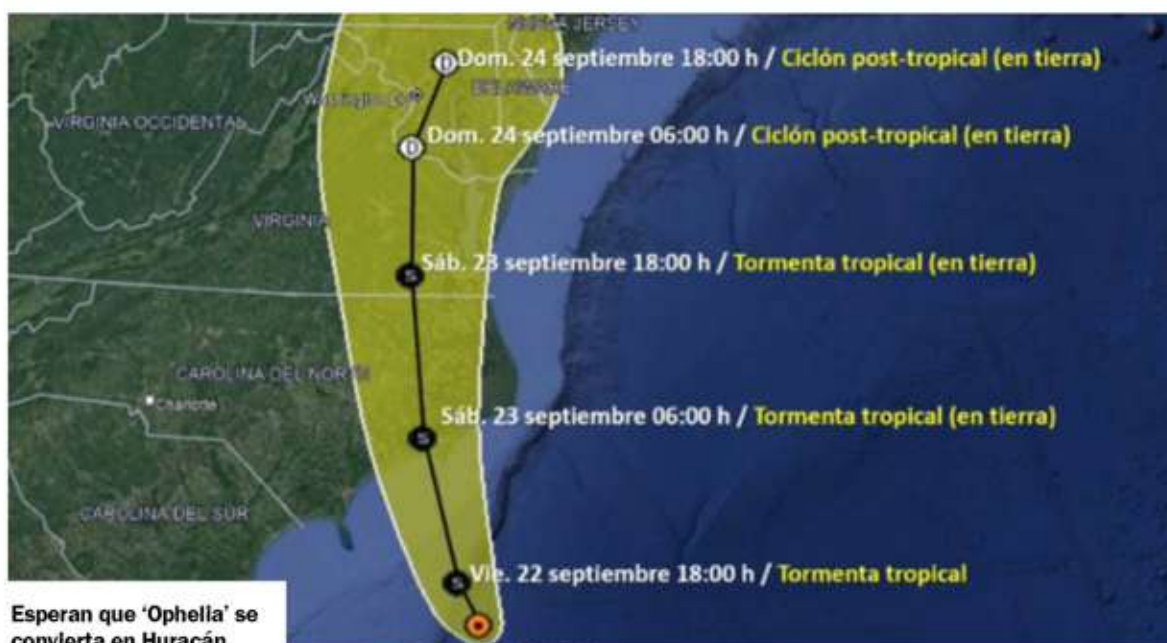 NUEVA JERSEY
Dom. 24 septiembre 18:00 h / Ciclón post-tropical (en tierra)
DELAWARE
VIRGINIA OCCIDENTAL
Dom. 24 septiembre 06:00 h / Ciclón post-tropical (en tierra)
VIRGINIA
S Sáb. 23 septiembre 18:00 h / Tormenta tropical (en tierra)
CAROLINA DEL NORTE
Charlotte
Sáb. 23 septiembre 06:00 h / Tormenta tropical (en tierra)
S
CAROLINA DEL SUR
S Vie. 22 septiembre 18:00 h / Tormenta tropical
Esperan que ‘Ophelia’ se
convierta en Huracán